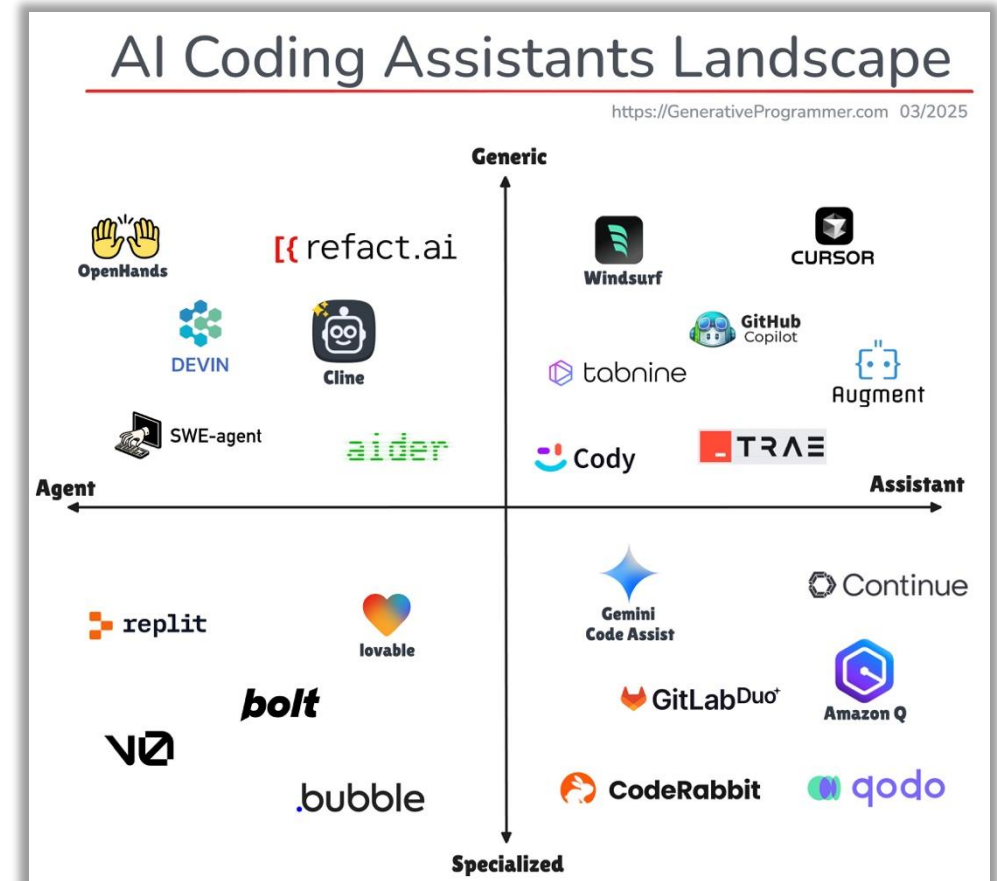 AI Coding Assistants Landscape
https://GenerativeProgrammer.com 03/2025
Generic
OpenHands
[{ refact.ai
Windsurf
CURSOR
DEVIN
Cline
GitHub
Copilot
tabnine
Augment
SWE-agent
aider
Cody
TRAE
Agent
Assistant
replit
lovable
Gemini
Code Assist
Continue
bolt
GitLab Duo+
Amazon Q
v0
.bubble
CodeRabbit
qodo
Specialized